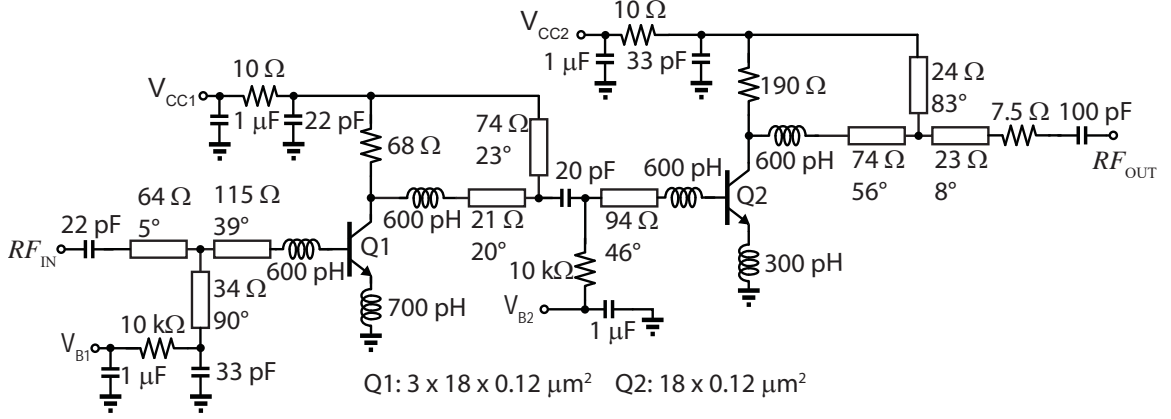 V_CC1
10 Ω
1 μF
22 pF
68 Ω
74 Ω
23°
V_CC2
10 Ω
1 μF
33 pF
190 Ω
24 Ω
83°
7.5 Ω
100 pF
RF_OUT
600 pH
74 Ω
56°
23 Ω
8°
20 pF
600 pH
Q2
94 Ω
46°
300 pH
600 pH
21 Ω
20°
Q1
10 kΩ
V_B2
1 μF
RF_IN
22 pF
64 Ω
5°
115 Ω
39°
600 pH
700 pH
34 Ω
90°
10 kΩ
V_B1
1 μF
33 pF
Q1: 3 x 18 x 0.12 μm² Q2: 18 x 0.12 μm²